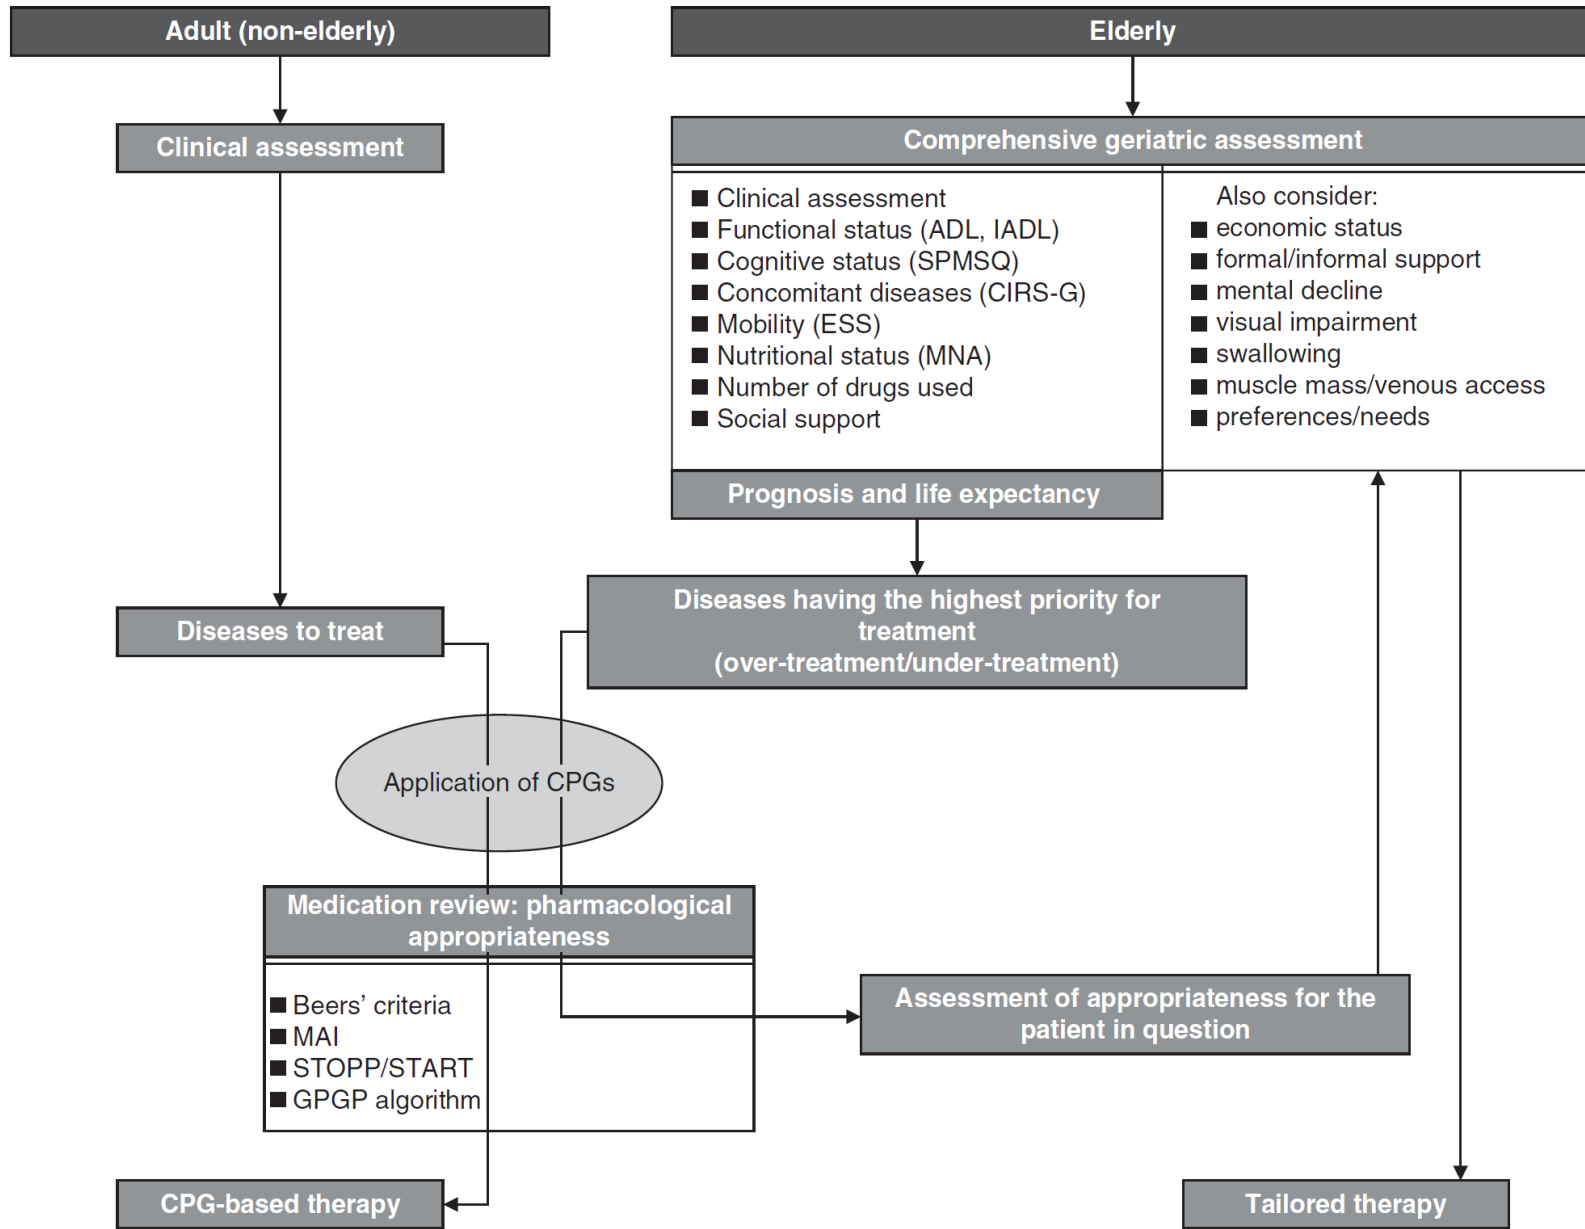 Adult (non-elderly)
Elderly
Clinical assessment
Comprehensive geriatric assessment
■ Clinical assessment
■ Functional status (ADL, IADL)
■ Cognitive status (SPMSQ)
■ Concomitant diseases (CIRS-G)
■ Mobility (ESS)
■ Nutritional status (MNA)
■ Number of drugs used
■ Social support
Also consider:
■ economic status
■ formal/informal support
■ mental decline
■ visual impairment
■ swallowing
■ muscle mass/venous access
■ preferences/needs
Prognosis and life expectancy
Diseases to treat
Diseases having the highest priority for
treatment
(over-treatment/under-treatment)
Application of CPGs
Medication review: pharmacological
appropriateness
■ Beers’ criteria
■ MAI
■ STOPP/START
■ GPGP algorithm
Assessment of appropriateness for the
patient in question
CPG-based therapy
Tailored therapy